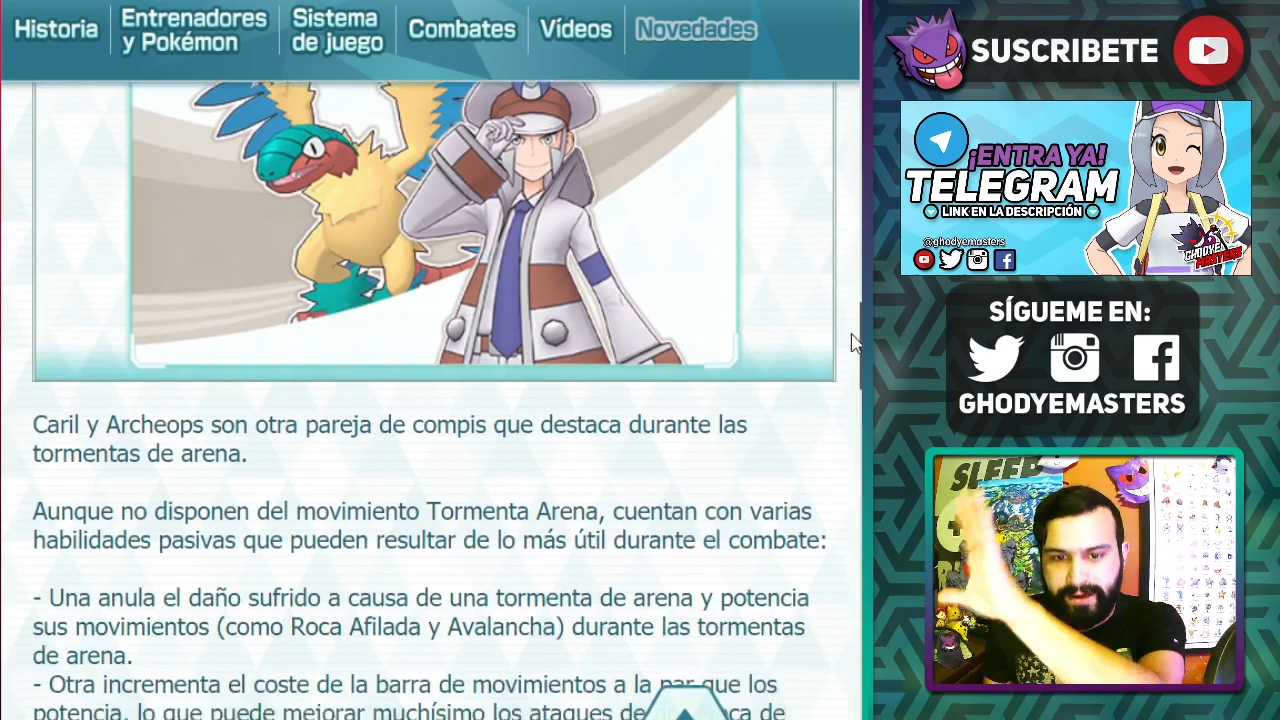 Historia
Entrenadores
y Pokémon
Sistema
de juego
Combates
Vídeos
Novedades
Caril y Archeops son otra pareja de compis que destaca durante las
tormentas de arena.
Aunque no disponen del movimiento Tormenta Arena, cuentan con varias
habilidades pasivas que pueden resultar de lo más útil durante el combate:
- Una anula el daño sufrido a causa de una tormenta de arena y potencia
sus movimientos (como Roca Afilada y Avalancha) durante las tormentas
de arena.
- Otra incrementa el coste de la barra de movimientos a la par que los
potencia, lo que puede mejorar muchísimo los ataques de
SUSCRIBETE
¡ENTRA YA!
TELEGRAM
LINK EN LA DESCRIPCIÓN
@ghodyemasters
GHODYE
MASTERS
SÍGUEME EN:
GHODYEMASTERS
SLEEP